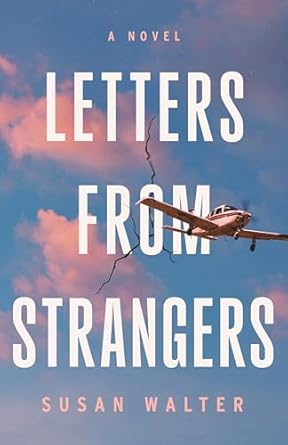 A NOVEL
LETTERS
FROM
STRANGERS
SUSAN WALTER